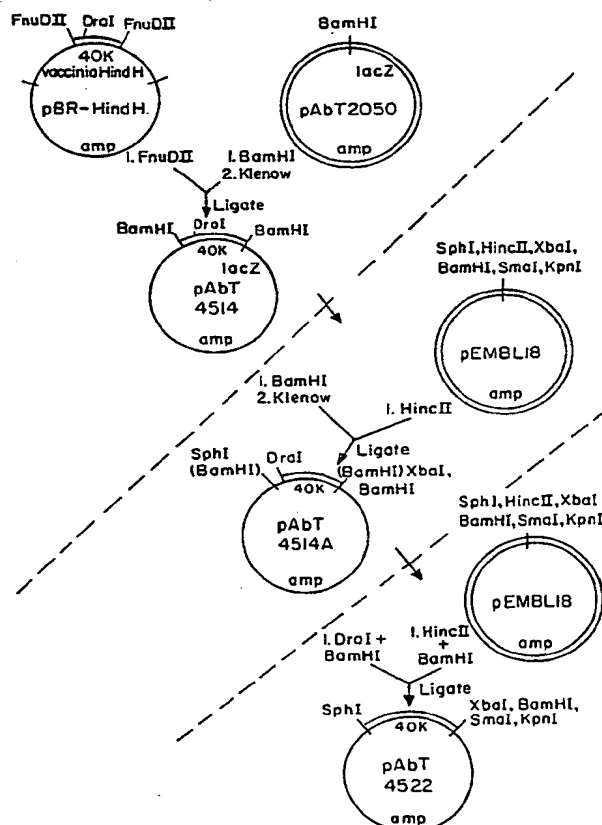 FnuDII DraI FnuDII
40K
vaccinia Hind H
pBR-Hind H.
amp
BamHI
lacZ
pAbT2050
amp
1. FnuDII
1. BamHI
2. Klenow
Ligate
BamHI DraI BamHI
40K
lacZ
pAbT
4514
amp
SphI, HincII, XbaI,
BamHI, SmaI, KpnI
pEMBL18
amp
1. BamHI
2. Klenow
1. HincII
Ligate
SphI
(BamHI)
DraI
(BamHI) XbaI,
BamHI
40K
pAbT
4514A
amp
SphI, HincII, XbaI
BamHI, SmaI, KpnI
pEMBL18
amp
1. DraI +
BamHI
1. HincII
+
BamHI
Ligate
SphI
XbaI, BamHI,
SmaI, KpnI
40K
pAbT
4522
amp